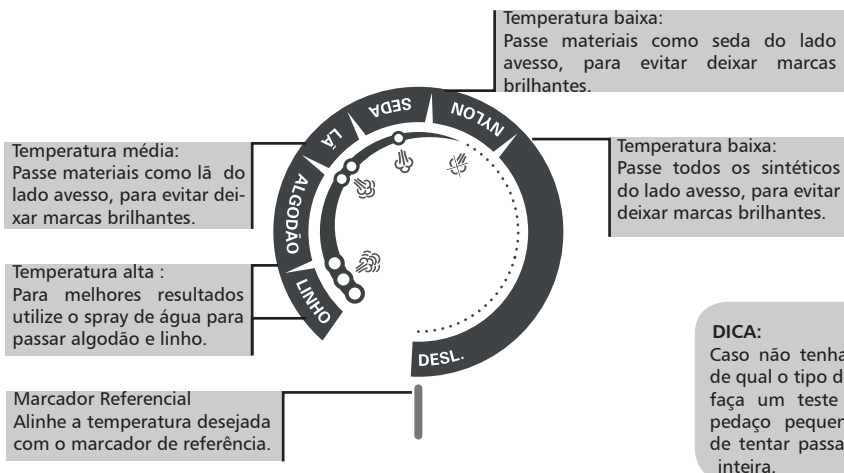 Temperatura baixa:
Passe materiais como seda do lado
avesso, para evitar deixar marcas
brilhantes.
Temperatura média:
Passe materiais como lã do
lado avesso, para evitar dei-
xar marcas brilhantes.
Temperatura baixa:
Passe todos os sintéticos
do lado avesso, para evitar
deixar marcas brilhantes.
LINHO
ALGODÃO
LÃ
SEDA
NYLON
DESL.
Temperatura alta :
Para melhores resultados
utilize o spray de água para
passar algodão e linho.
Marcador Referencial
Alinhe a temperatura desejada
com o marcador de referência.
DICA:
Caso não tenha
de qual o tipo d
faça um teste
pedaço pequen
de tentar passa
inteira.